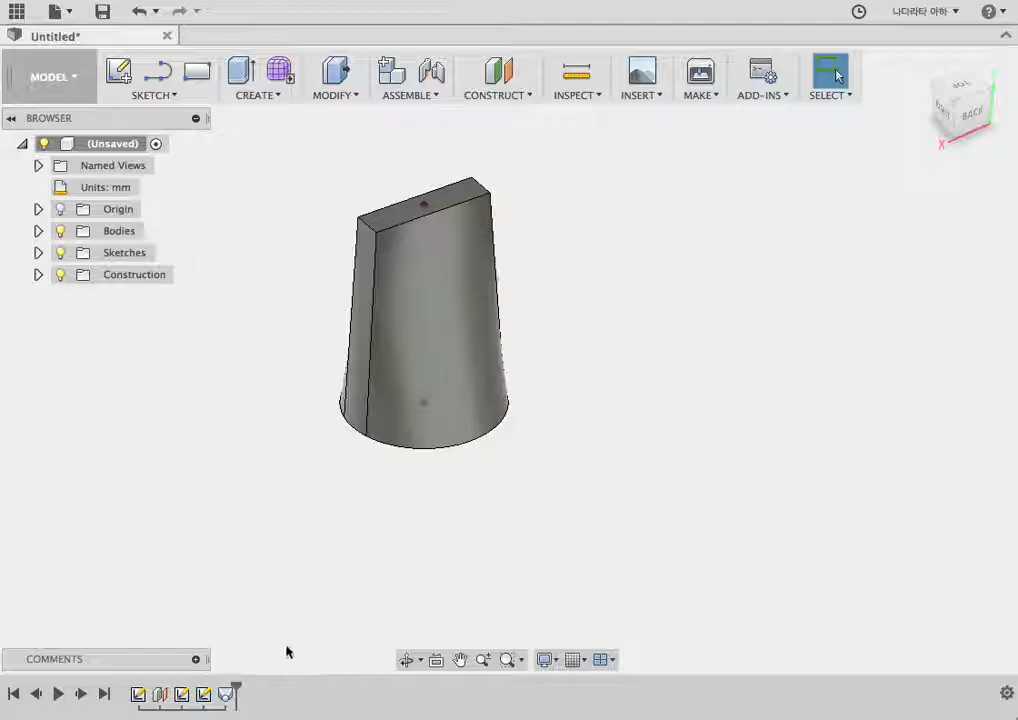 나디라타 아하
Untitled*
MODEL
SKETCH
CREATE
MODIFY
ASSEMBLE
CONSTRUCT
INSPECT
INSERT
MAKE
ADD-INS
SELECT
BROWSER
BACK
X
(Unsaved)
Named Views
Units: mm
Origin
Bodies
Sketches
Construction
COMMENTS